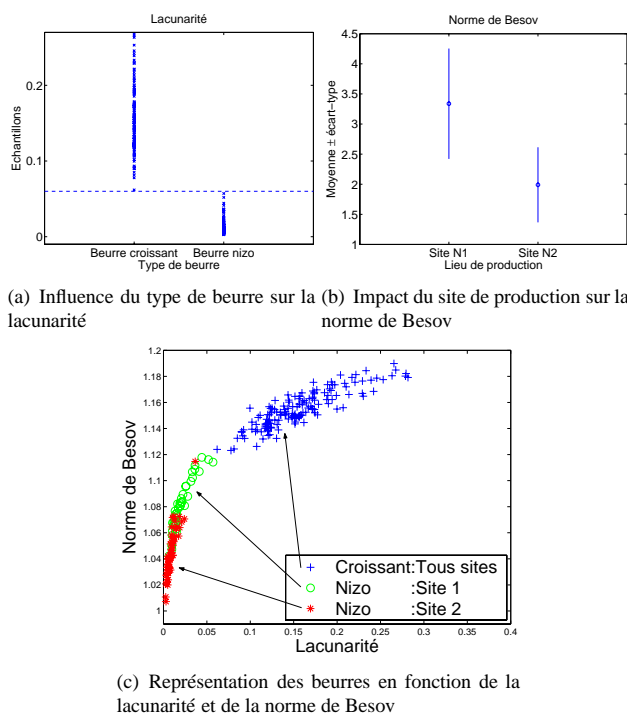 Lacunarité
0.2
0.1
0
Echantillons
Beurre croissant Beurre nizo
Type de beurre
Norme de Besov
4.5
4
3.5
3
2.5
2
1.5
1
Moyenne ± écart−type
Site N1 Site N2
Lieu de production
(a) Influence du type de beurre sur la
lacunarité
(b) Impact du site de production sur la
norme de Besov
1.2
1.18
1.16
1.14
1.12
1.1
1.08
1.06
1.04
1.02
1
Norme de Besov
Croissant:Tous sites
Nizo :Site 1
Nizo :Site 2
0 0.05 0.1 0.15 0.2 0.25 0.3 0.35 0.4
Lacunarité
(c) Représentation des beurres en fonction de la
lacunarité et de la norme de Besov